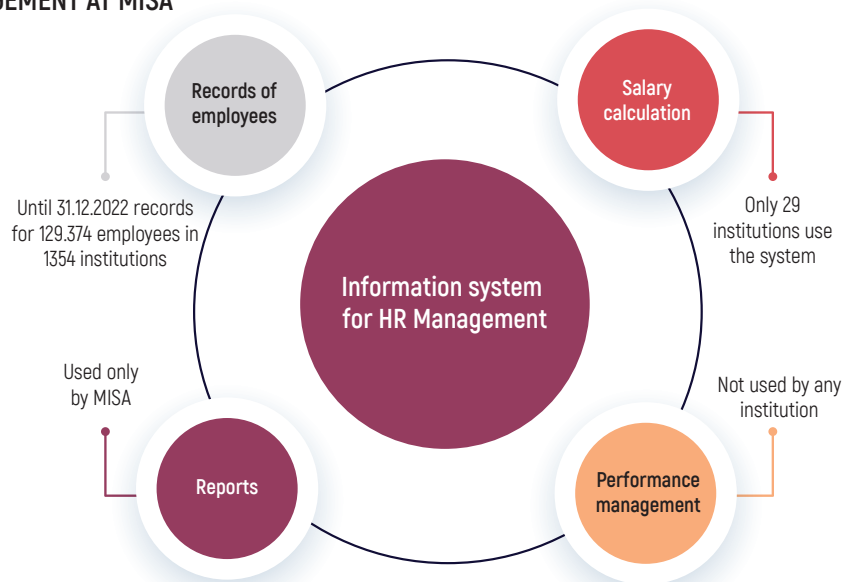 AT MISA
Records of
employees
Salary
calculation
Until 31.12.2022 records
for 129.374 employees in
1354 institutions
Only 29
institutions use
the system
Information system
for HR Management
Used only
by MISA
Not used by any
institution
Reports
Performance
management